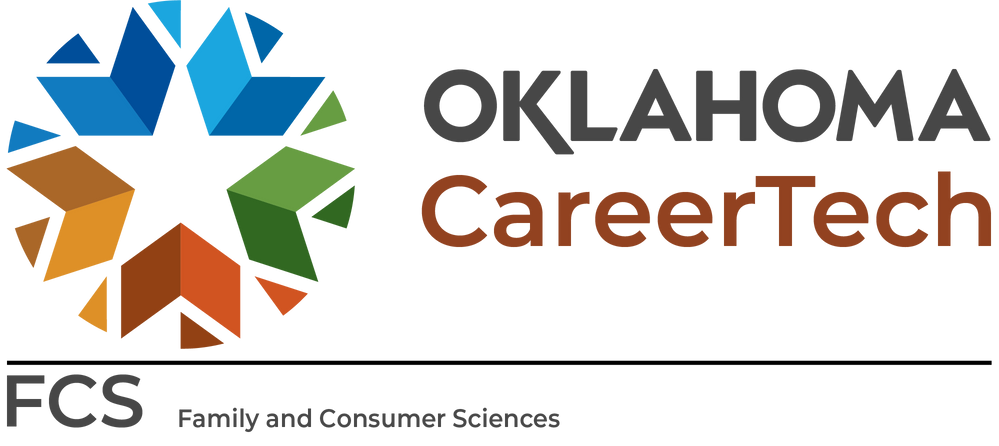 OKLAHOMA
CareerTech
FCS Family and Consumer Sciences